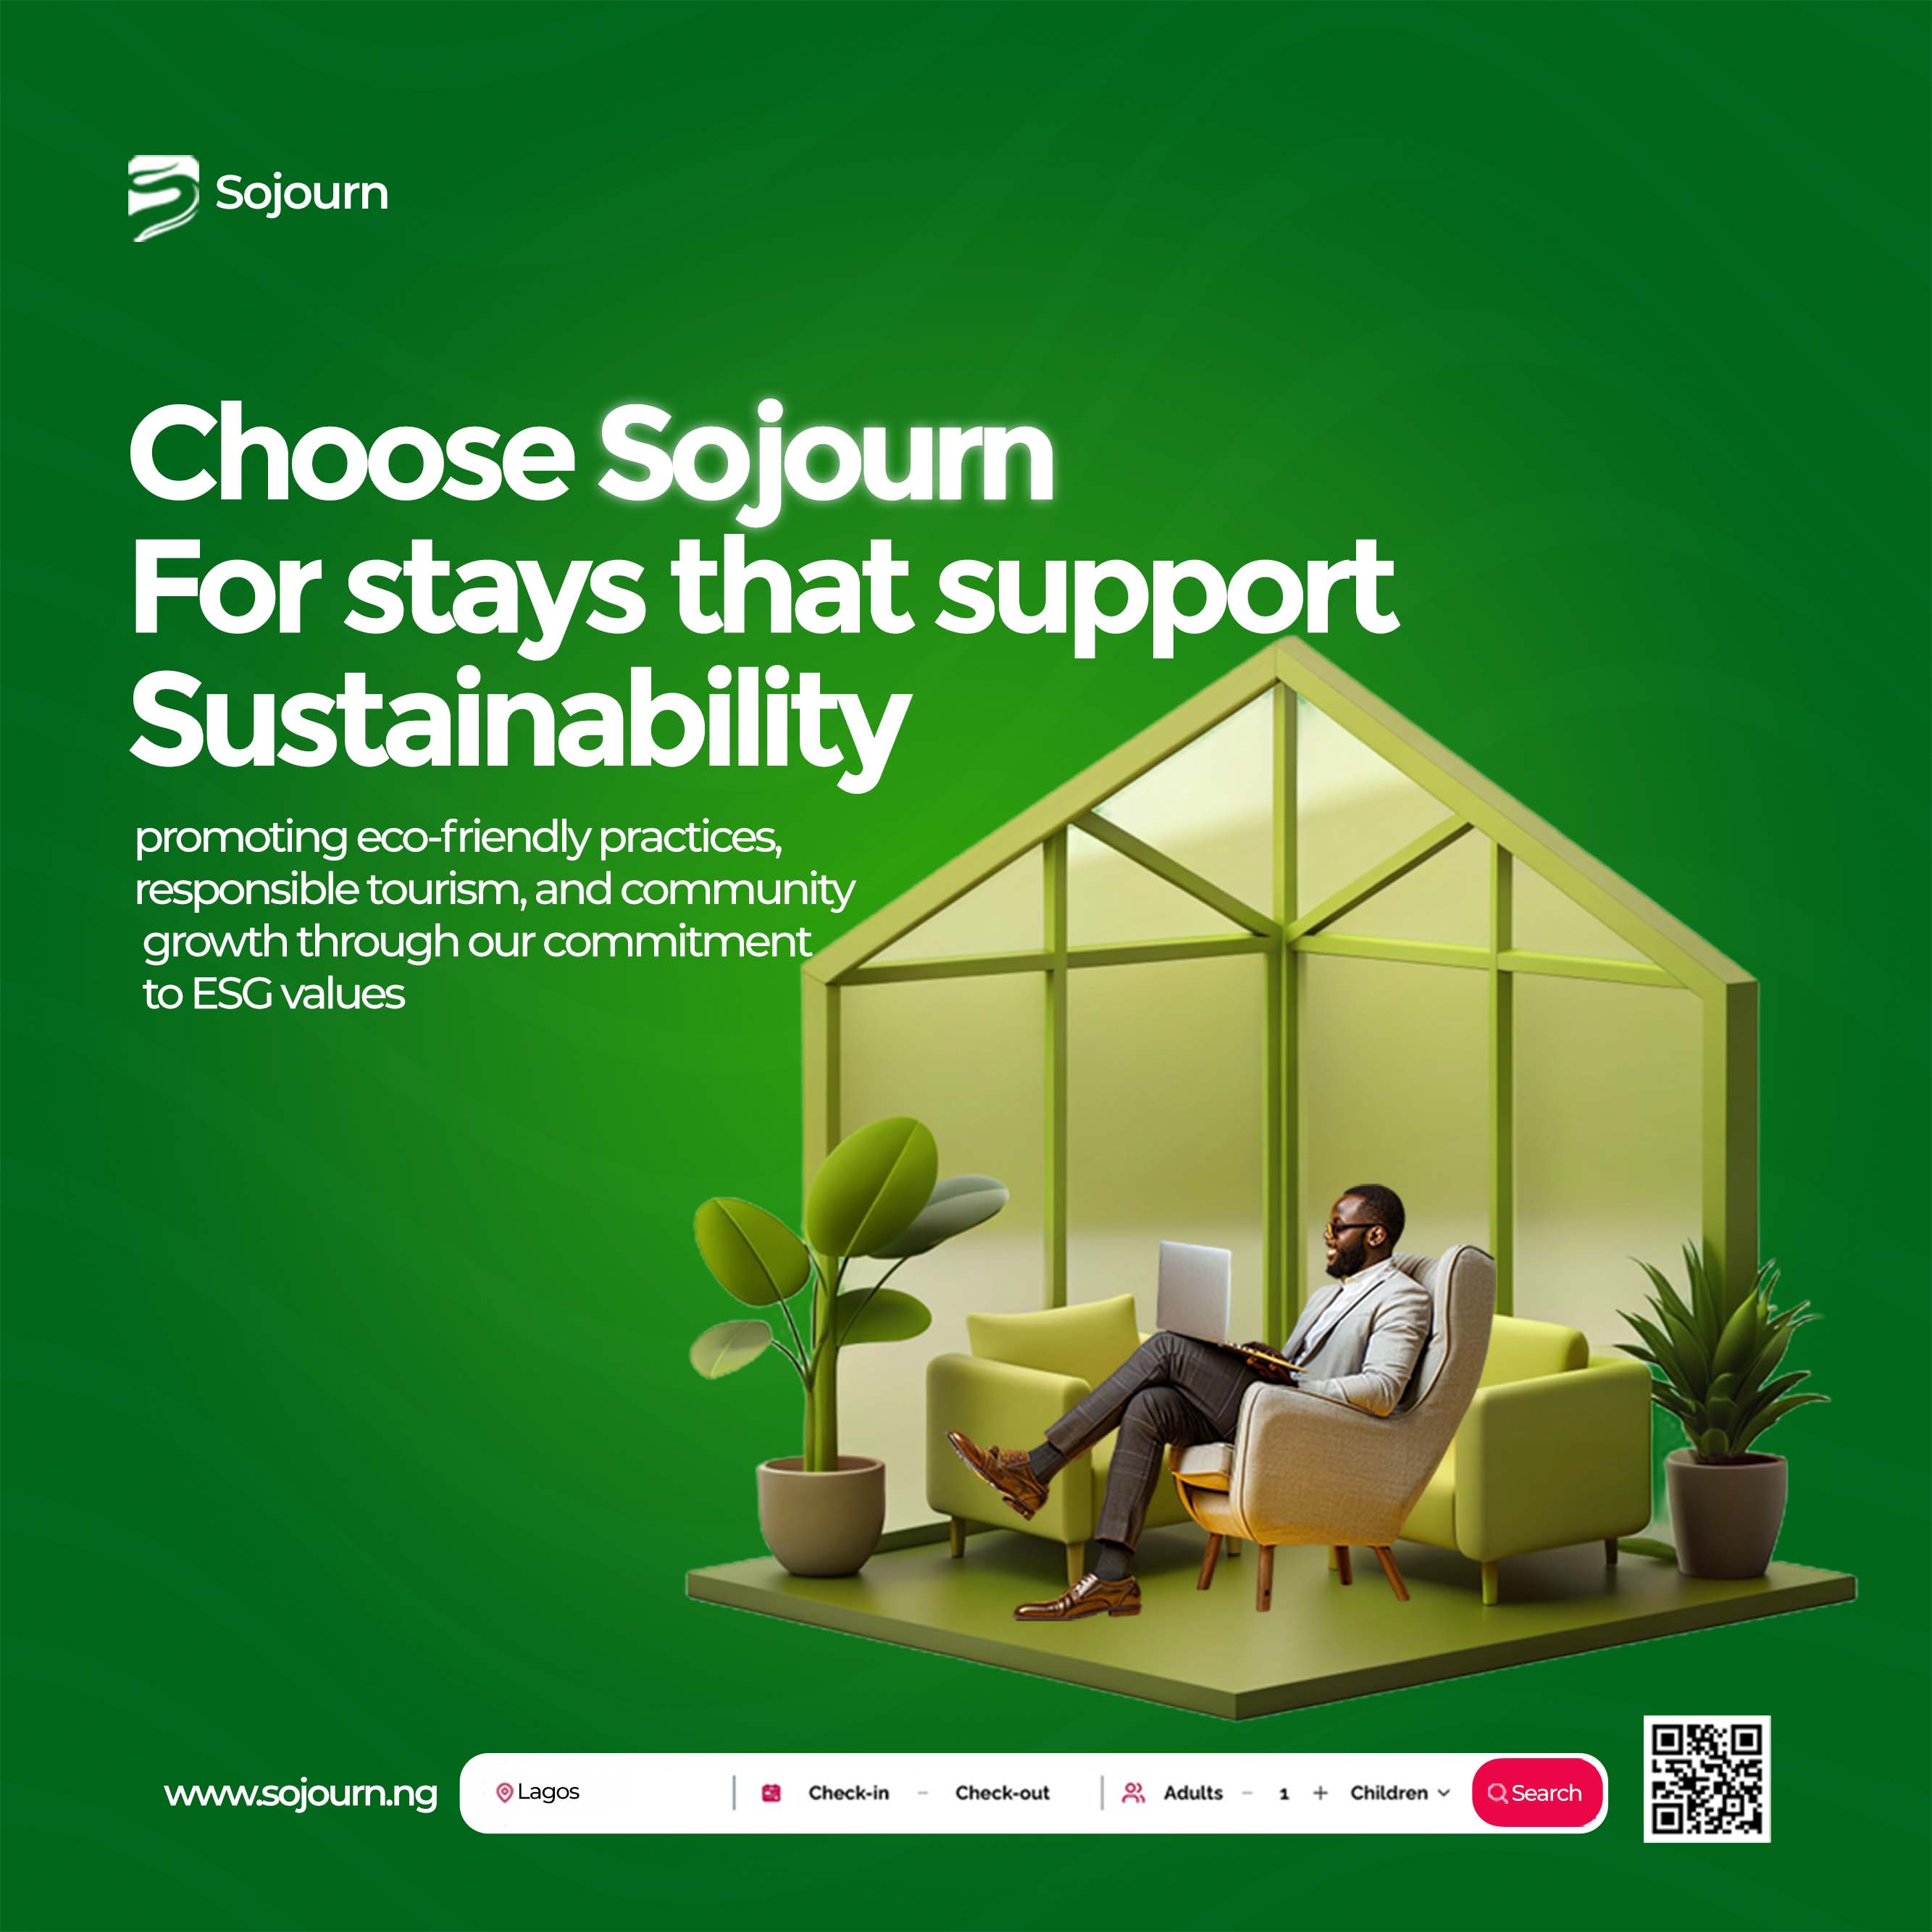 Sojourn
Choose Sojourn
For stays that support
Sustainability
promoting eco-friendly practices,
responsible tourism, and community
growth through our commitment
to ESG values
www.sojourn.ng Lagos Check-in – Check-out Adults – 1 + Children Search